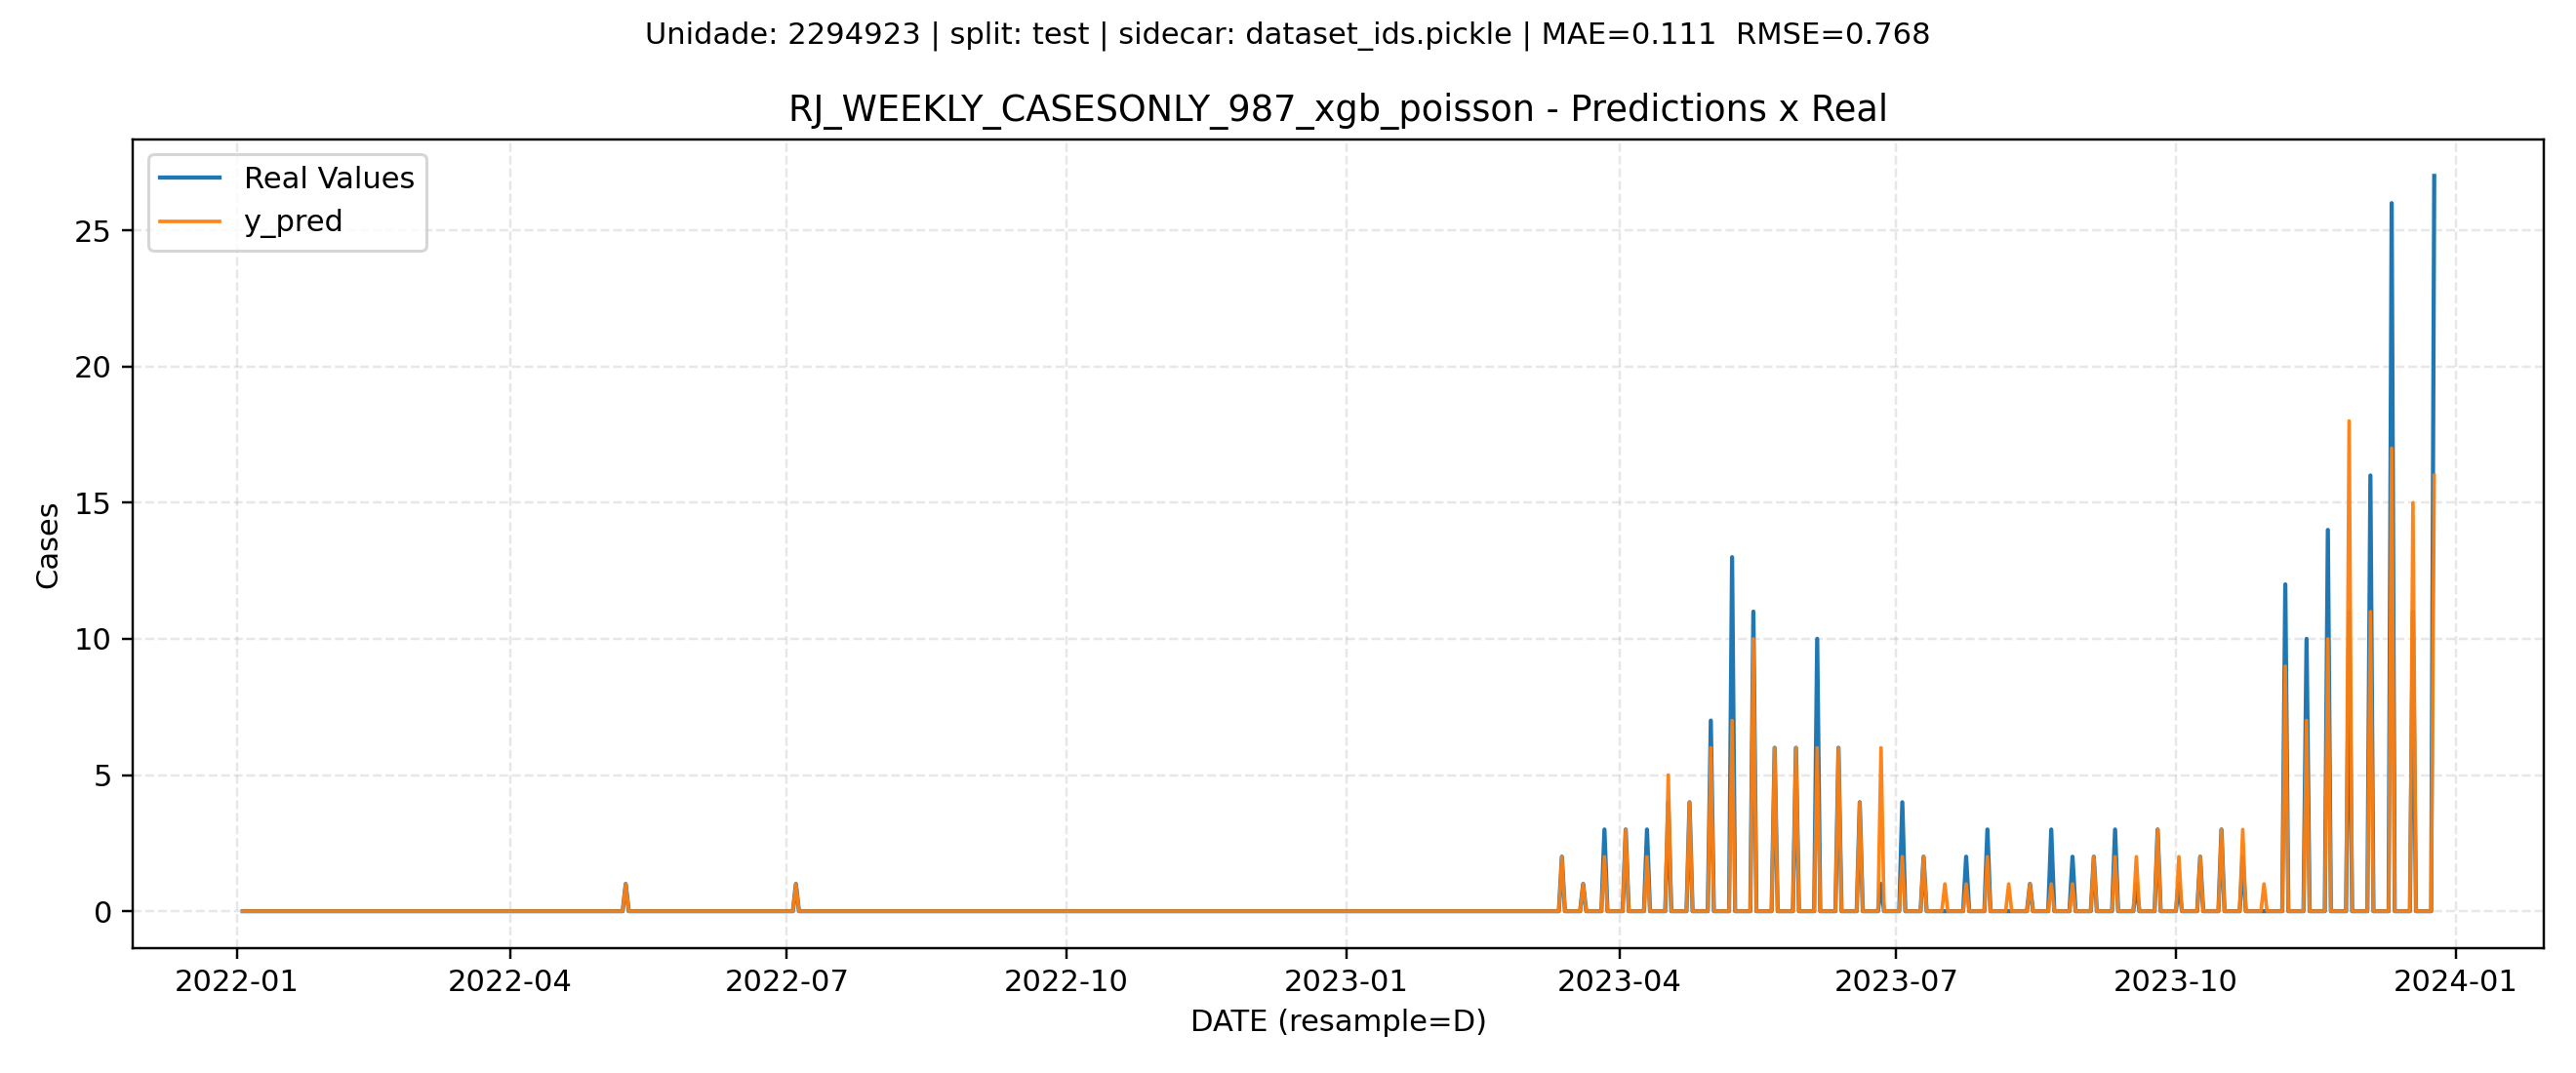 Unidade: 2294923 | split: test | sidecar: dataset_ids.pickle | MAE=0.111  RMSE=0.768
RJ_WEEKLY_CASESONLY_987_xgb_poisson - Predictions x Real
Real Values
y_pred
Cases
25
20
15
10
5
0
2022-01 2022-04 2022-07 2022-10 2023-01 2023-04 2023-07 2023-10 2024-01
DATE (resample=D)